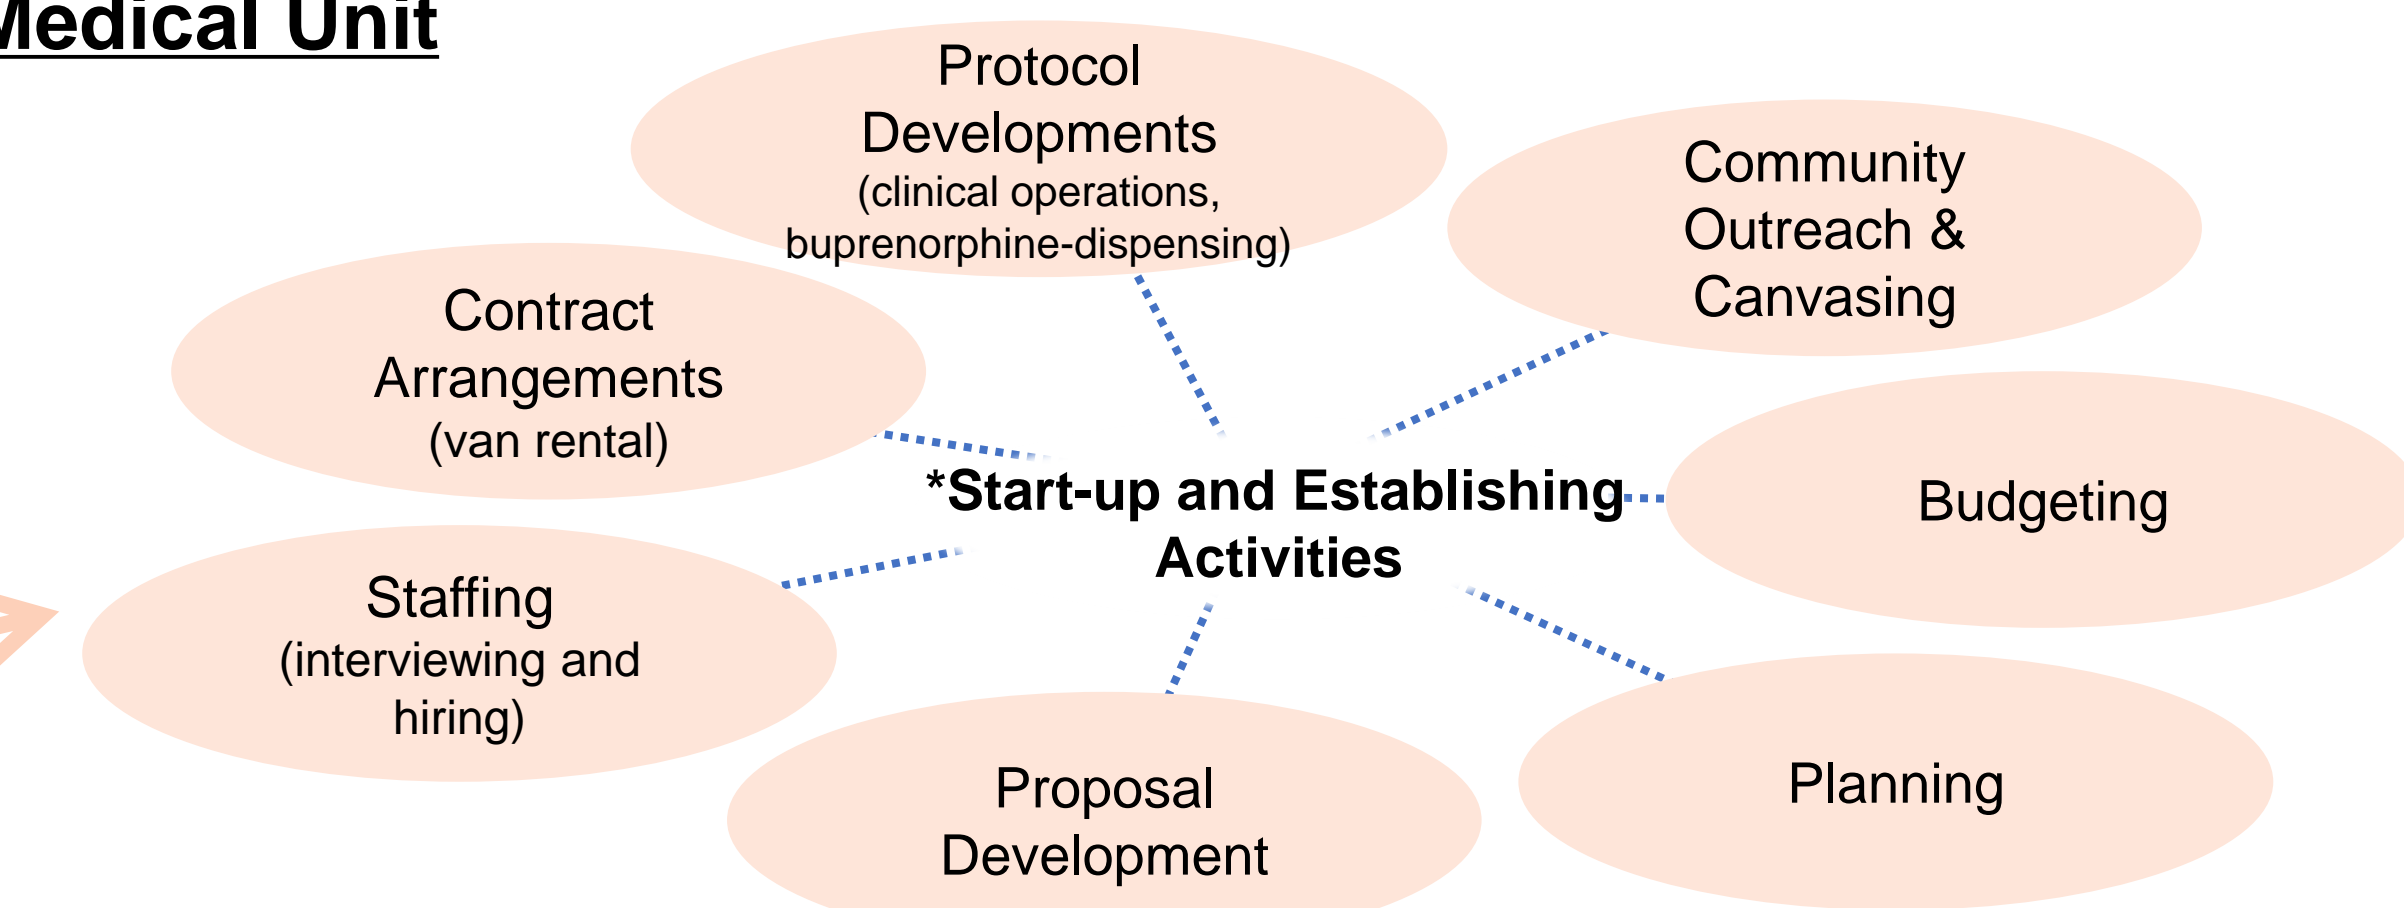 Medical Unit
Protocol
Developments
(clinical operations,
buprenorphine-dispensing)
Community
Outreach &
Canvasing
Contract
Arrangements
(van rental)
*Start-up and Establishing
Activities
Budgeting
Staffing
(interviewing and
hiring)
Proposal
Development
Planning